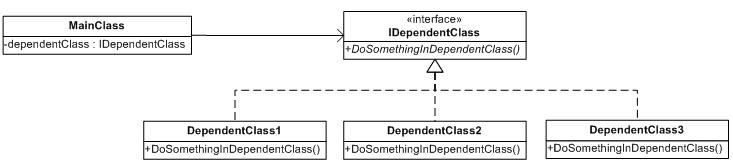 MainClass
-dependentClass : IDependentClass
«interface»
IDependentClass
+DoSomethingInDependentClass()
DependentClass1
+DoSomethingInDependentClass()
DependentClass2
+DoSomethingInDependentClass()
DependentClass3
+DoSomethingInDependentClass()